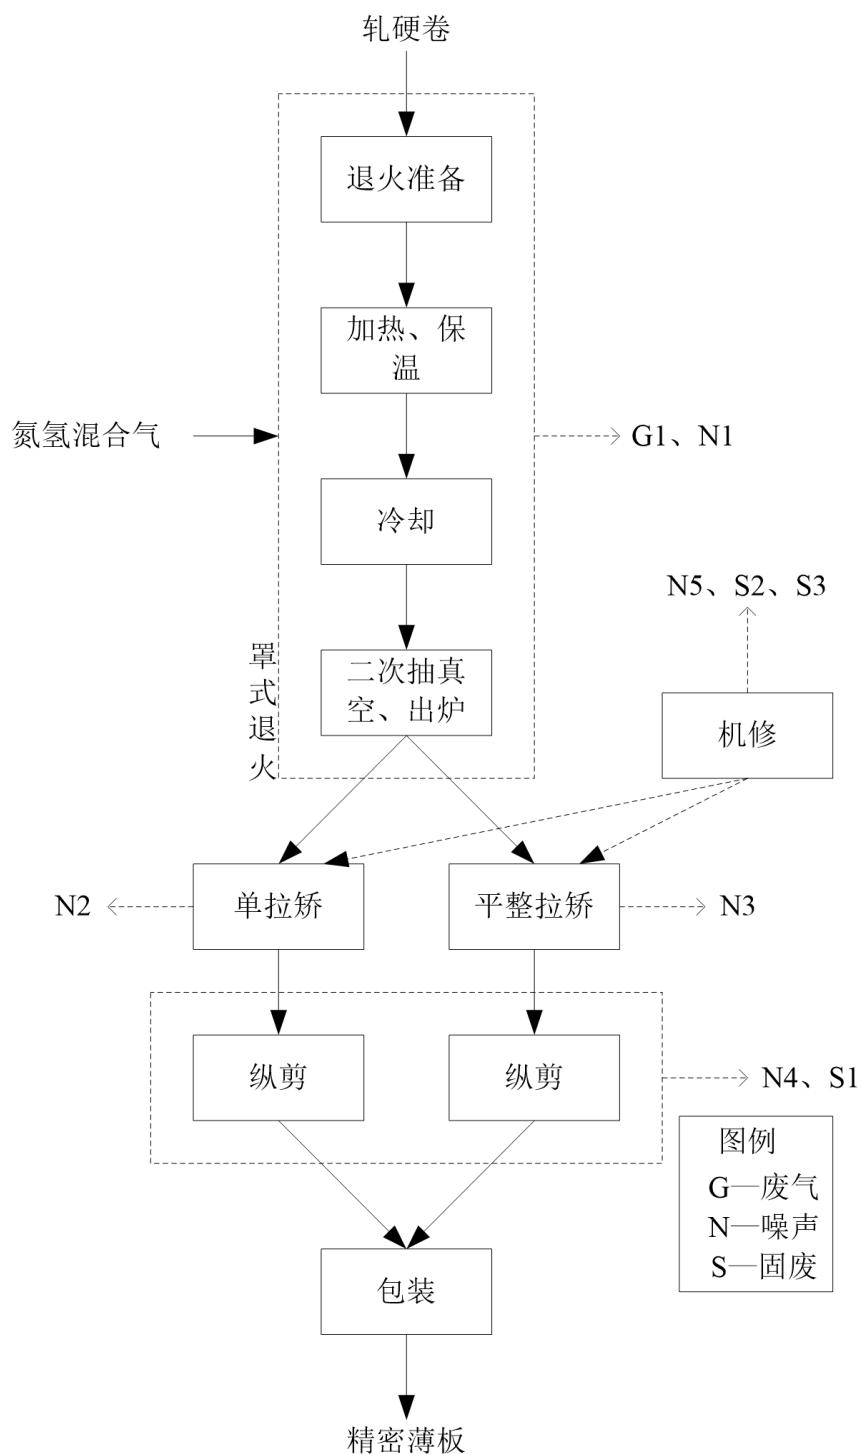 轧硬卷
退火准备
加热、保
温
氮氢混合气
G1、N1
冷却
N5、S2、S3
罩式退火
二次抽真
空、出炉
机修
N2
单拉矫
平整拉矫
N3
纵剪
纵剪
N4、S1
图例
G—废气
N—噪声
S—固废
包装
精密薄板